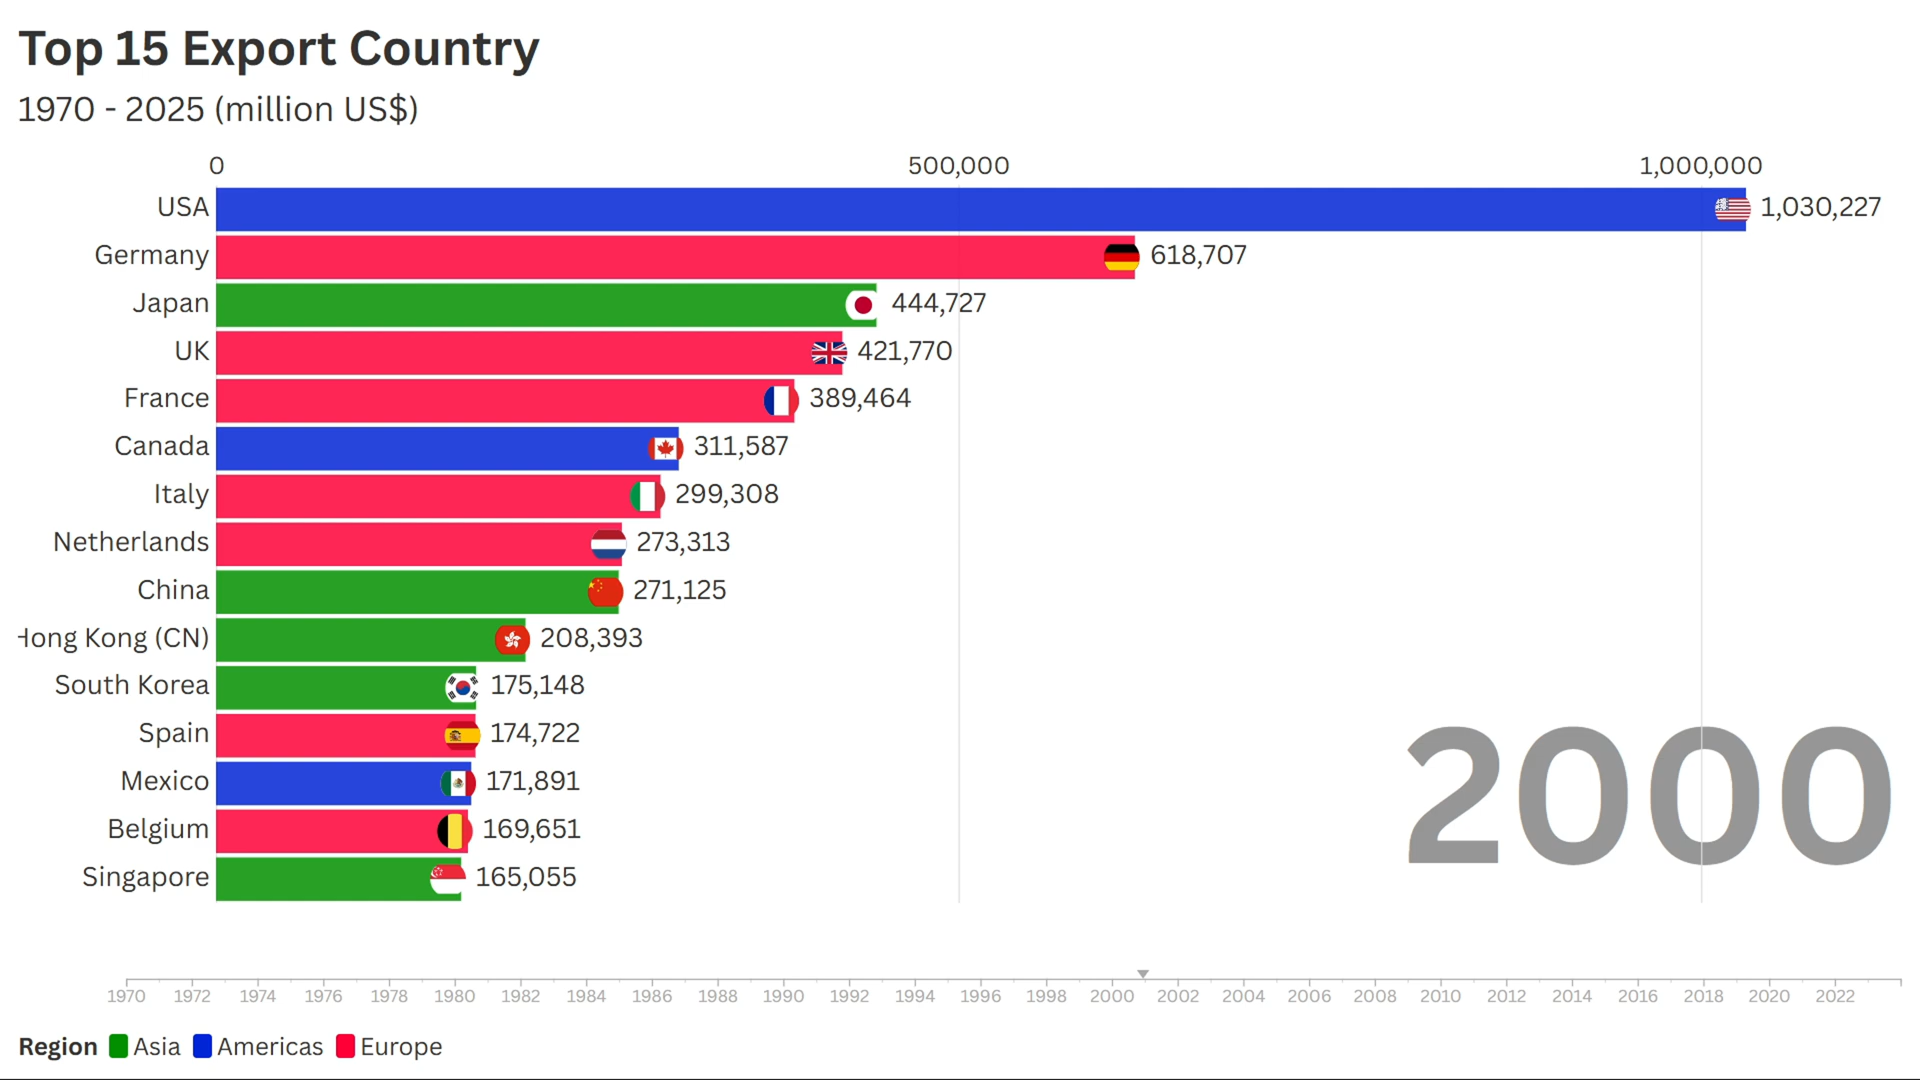 Top 15 Export Country
1970 - 2025 (million US$)
0 500,000 1,000,000
USA 1,030,227
Germany 618,707
Japan 444,727
UK 421,770
France 389,464
Canada 311,587
Italy 299,308
Netherlands 273,313
China 271,125
Hong Kong (CN) 208,393
South Korea 175,148
Spain 174,722
Mexico 171,891
Belgium 169,651
Singapore 165,055
2000
1970 1972 1974 1976 1978 1980 1982 1984 1986 1988 1990 1992 1994 1996 1998 2000 2002 2004 2006 2008 2010 2012 2014 2016 2018 2020 2022
Region Asia Americas Europe